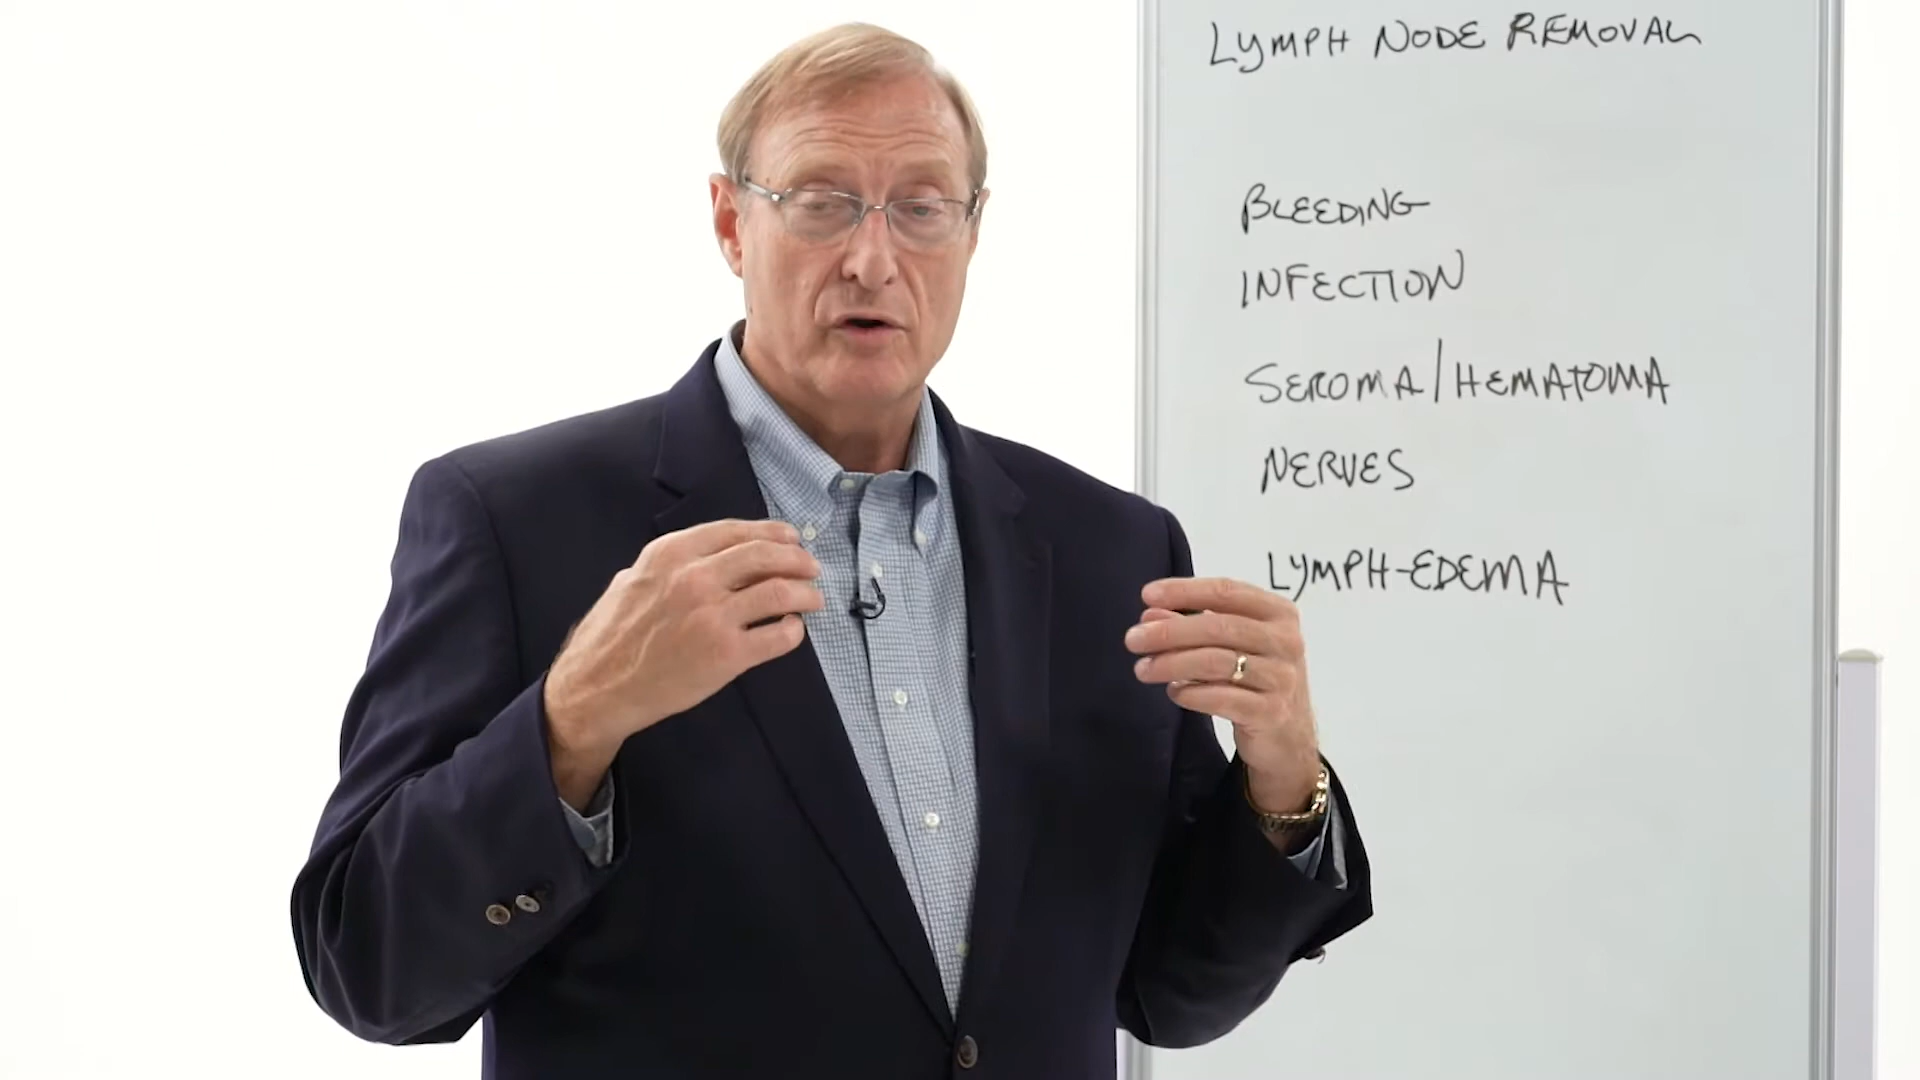 LYMPH NODE REMOVAL
BLEEDING
INFECTION
SEROMA/HEMATOMA
NERVES
LYMPH-EDEMA